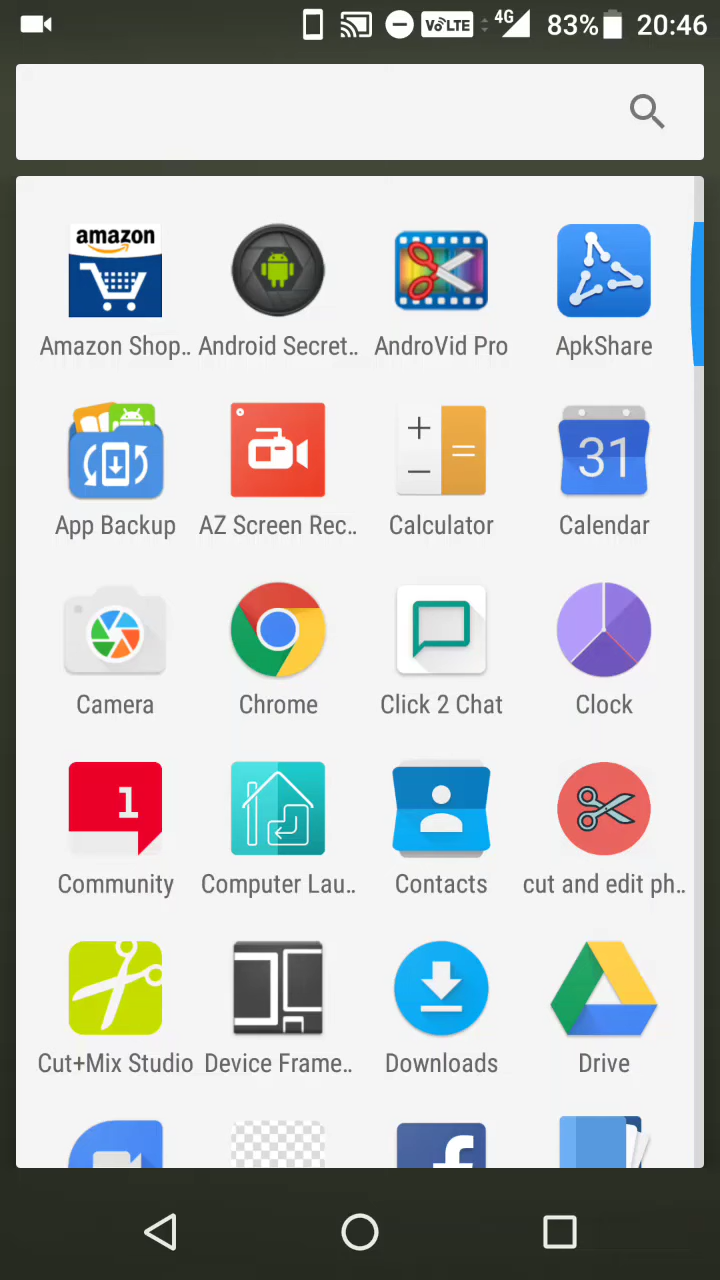 VoLTE 4G 83% 20:46
amazon
Amazon Shop.. Android Secret.. AndroVid Pro ApkShare
+ − = 31
App Backup AZ Screen Rec.. Calculator Calendar
Camera Chrome Click 2 Chat Clock
1
Community Computer Lau.. Contacts cut and edit ph..
Cut+Mix Studio Device Frame.. Downloads Drive
f